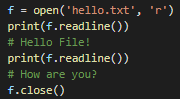 f = open('hello.txt', 'r')
print(f.readline())
# Hello File!
print(f.readline())
# How are you?
f.close()